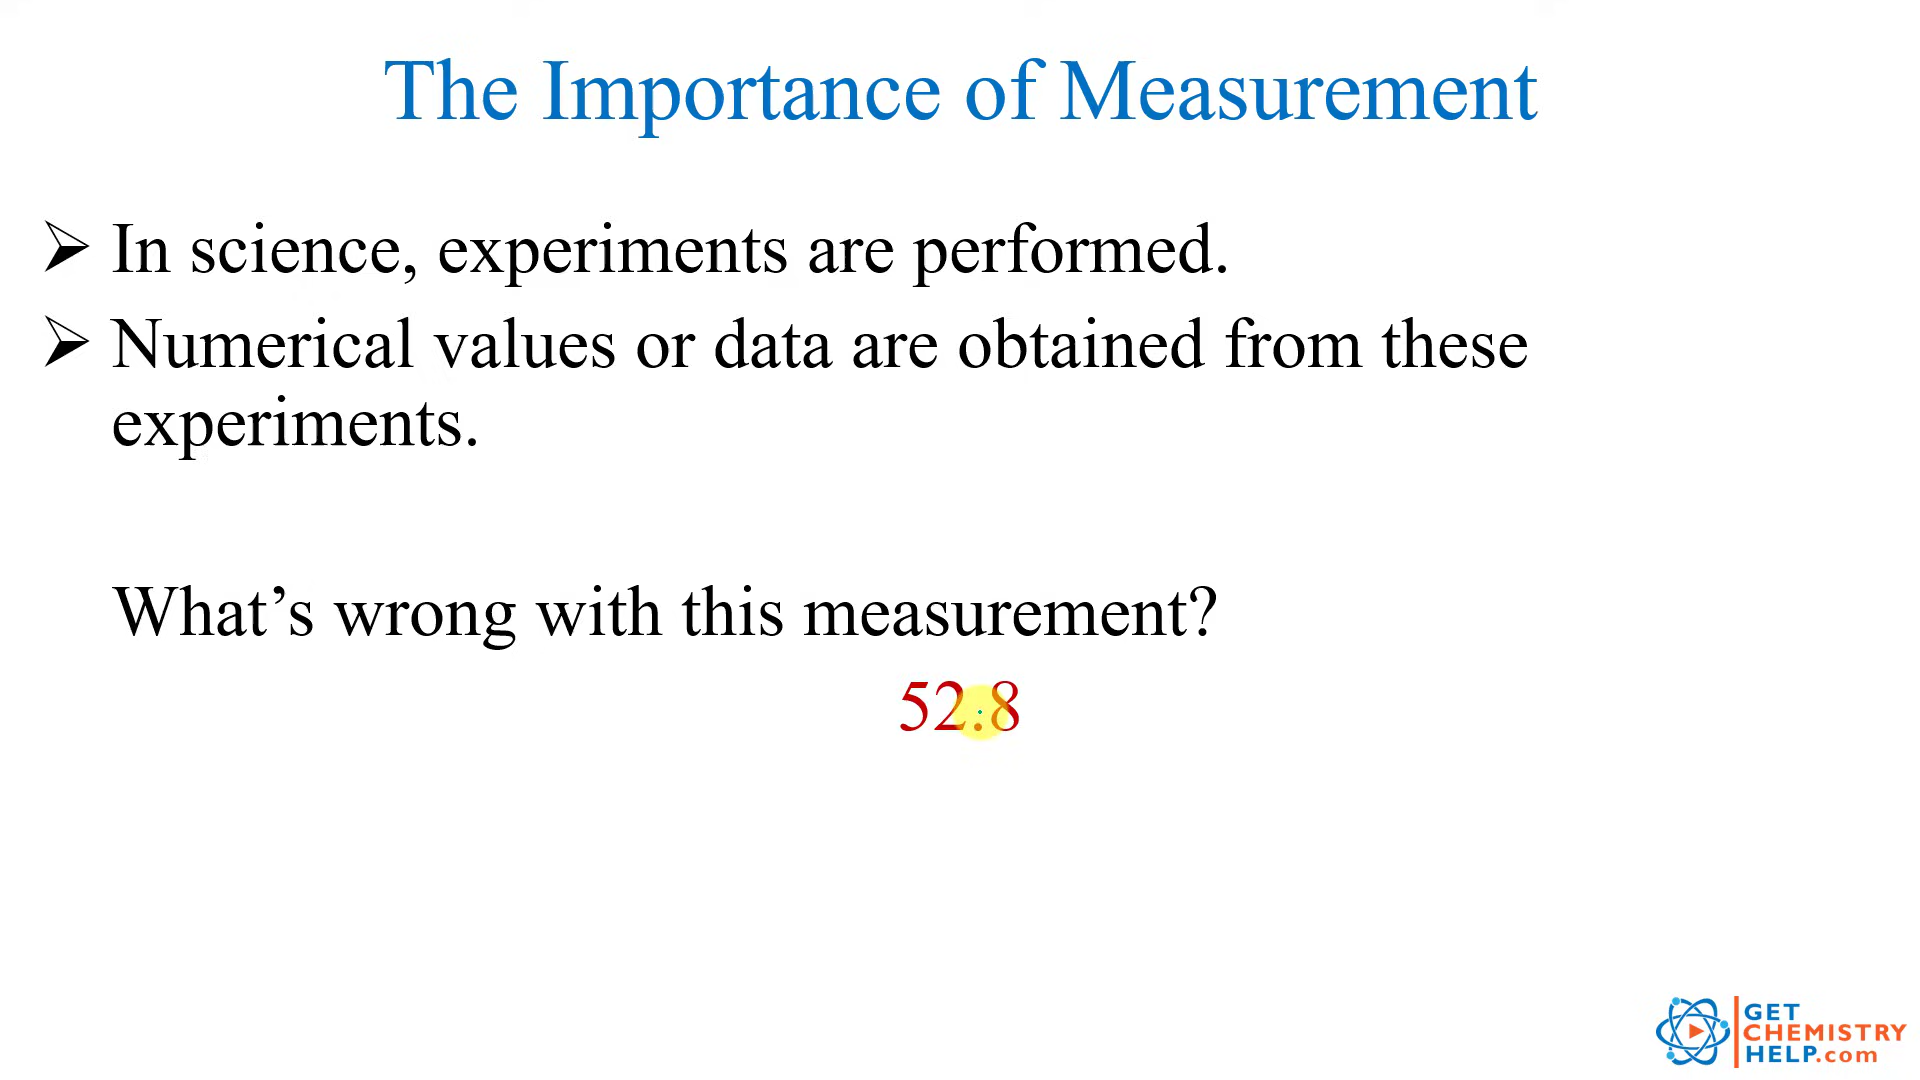 The Importance of Measurement
➢ In science, experiments are performed.
➢ Numerical values or data are obtained from these
experiments.
What’s wrong with this measurement?
52.8
GET
CHEMISTRY
HELP.com